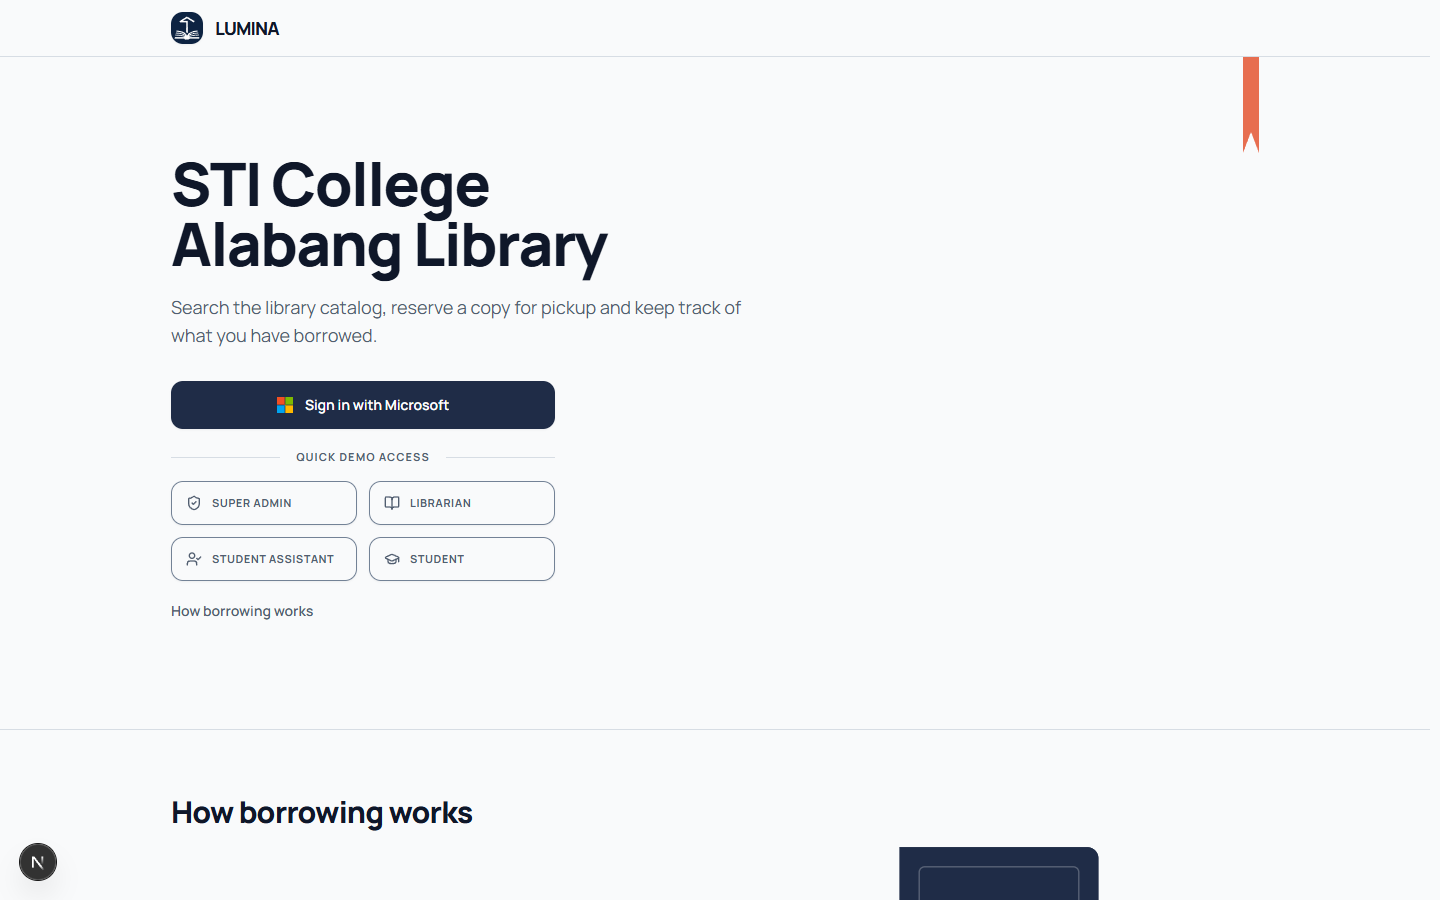 LUMINA
STI College
Alabang Library
Search the library catalog, reserve a copy for pickup and keep track of
what you have borrowed.
Sign in with Microsoft
QUICK DEMO ACCESS
SUPER ADMIN
LIBRARIAN
STUDENT ASSISTANT
STUDENT
How borrowing works
How borrowing works
N